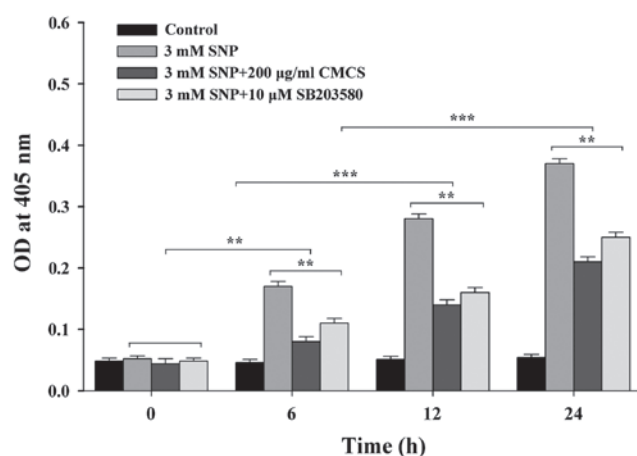 Control
3 mM SNP
3 mM SNP+200 µg/ml CMCS
3 mM SNP+10 µM SB203580
OD at 405 nm
0.6
0.5
0.4
0.3
0.2
0.1
0.0
***
**
***
**
**
**
0
6
12
24
Time (h)